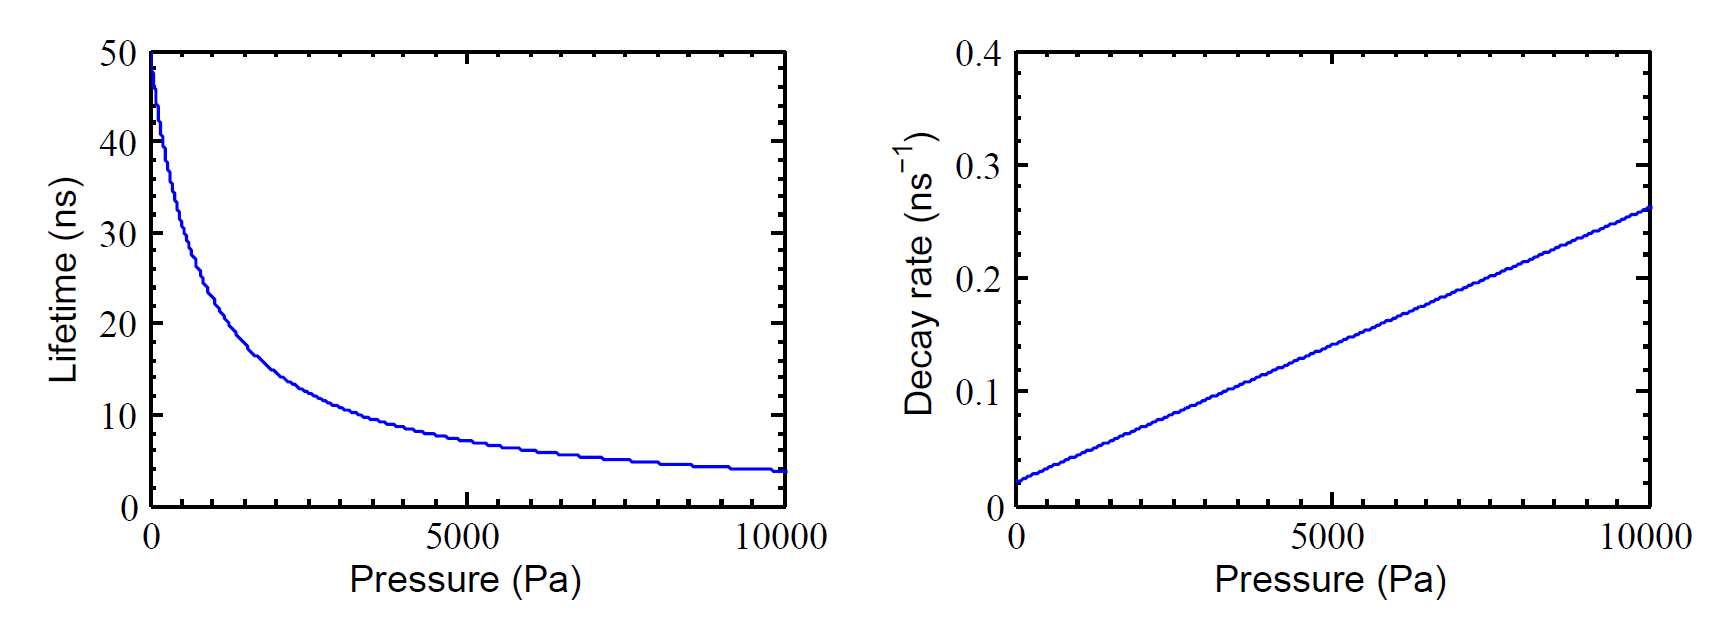 50
40
30
20
10
0
Lifetime (ns)
0 5000 10000
Pressure (Pa)
0.4
0.3
0.2
0.1
0
Decay rate (ns⁻¹)
0 5000 10000
Pressure (Pa)